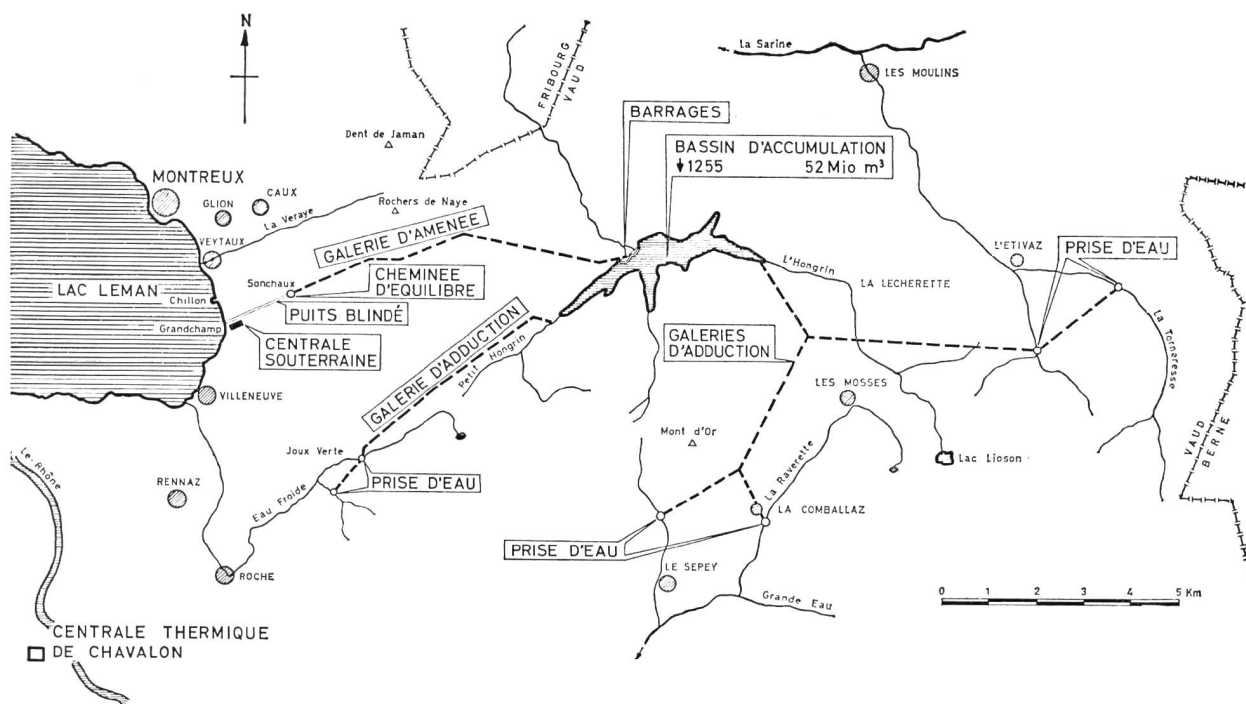 N
La Sarine
LES MOULINS
FRIBOURG
VAUD
BARRAGES
Dent de Jaman
BASSIN D'ACCUMULATION
↓1255 52 Mio m³
MONTREUX
CAUX
GLION
La Veraye
Rochers de Naye
VEYTAUX
GALERIE D'AMENEE
L'ETIVAZ
PRISE D'EAU
L'Hongrin
LA LECHERETTE
LAC LEMAN
Sonchaux
CHEMINEE
D'EQUILIBRE
Chillon
PUITS BLINDÉ
Grandchamp
CENTRALE
SOUTERRAINE
GALERIE D'ADDUCTION
Petit Hongrin
GALERIES
D'ADDUCTION
La Torneresse
VILLENEUVE
LES MOSSES
VAUD
BERNE
Mont d'Or
Joux Verte
Lac Lioson
Le Rhône
RENNAZ
PRISE D'EAU
Eau Froide
La Raverette
LA COMBALLAZ
PRISE D'EAU
LE SEPEY
ROCHE
Grande Eau
0 1 2 3 4 5 Km
CENTRALE THERMIQUE
DE CHAVALON